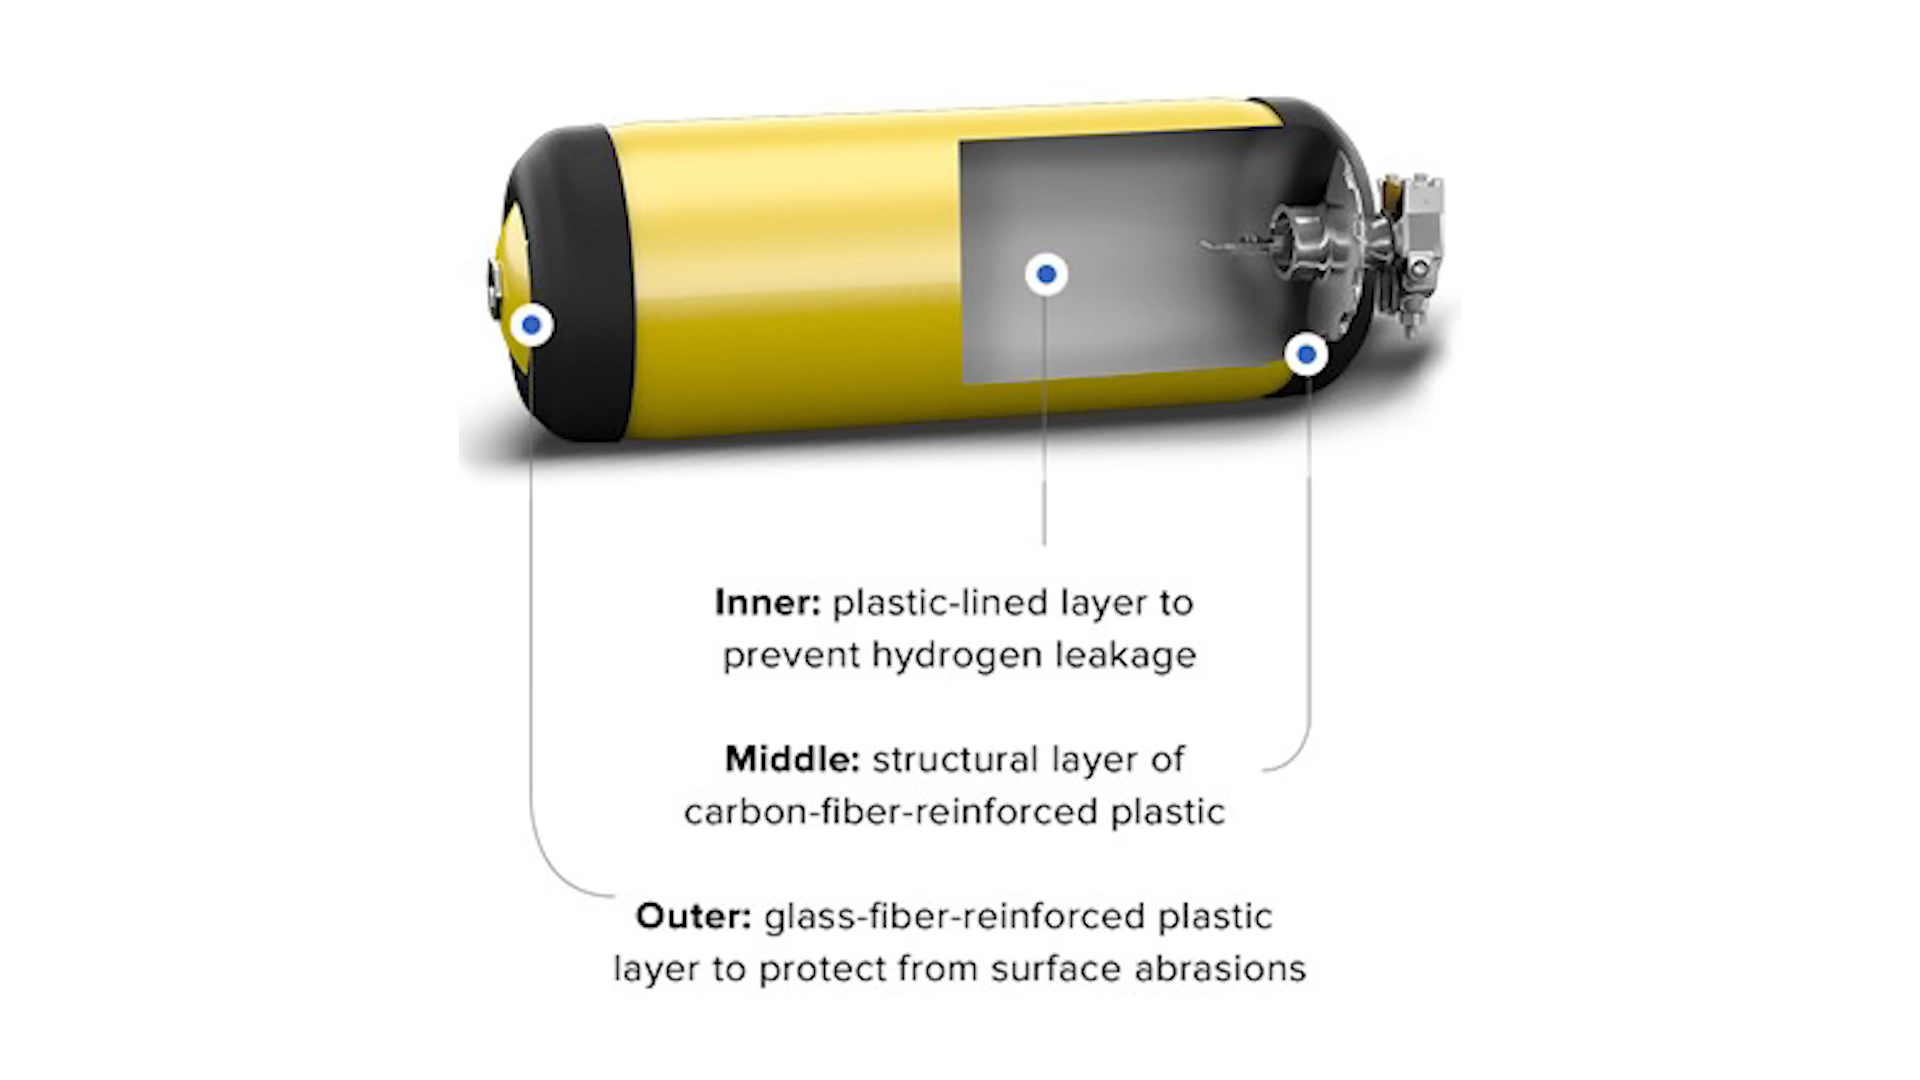 Inner: plastic-lined layer to
prevent hydrogen leakage
Middle: structural layer of
carbon-fiber-reinforced plastic
Outer: glass-fiber-reinforced plastic
layer to protect from surface abrasions